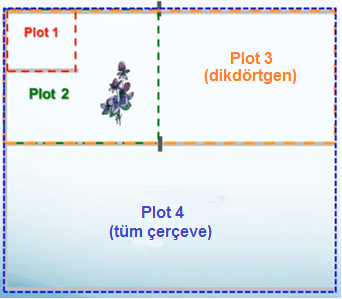 Plot 1
Plot 2
Plot 3
(dikdörtgen)
Plot 4
(tüm çerçeve)